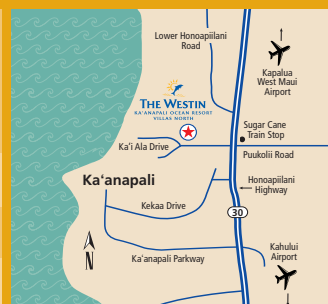 Lower Honoapiilani
Road
Kapalua
West Maui
Airport
THE WESTIN
KA‘ANAPALI OCEAN RESORT
VILLAS NORTH
Sugar Cane
Train Stop
Ka‘i Ala Drive
Puukolii Road
Ka‘anapali
Honoapiilani
Highway
Kekaa Drive
30
N
Ka‘anapali Parkway
Kahului
Airport